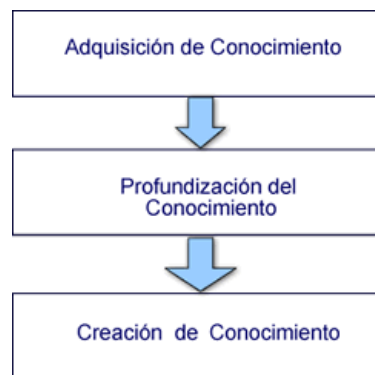 Adquisición de Conocimiento
Profundización del
Conocimiento
Creación de Conocimiento